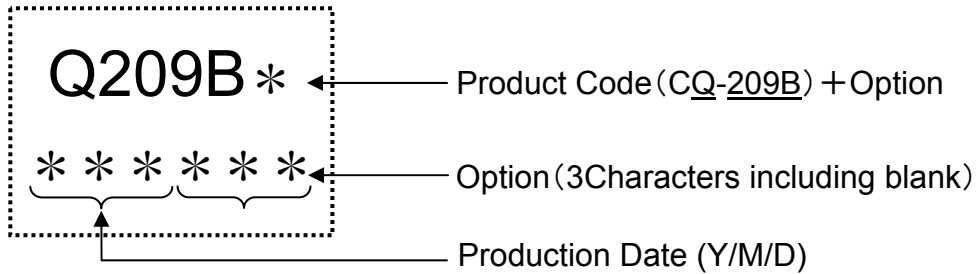 Q209B＊ Product Code（CQ-209B）＋Option
＊＊＊＊＊＊ Option（3Characters including blank）
Production Date (Y/M/D)